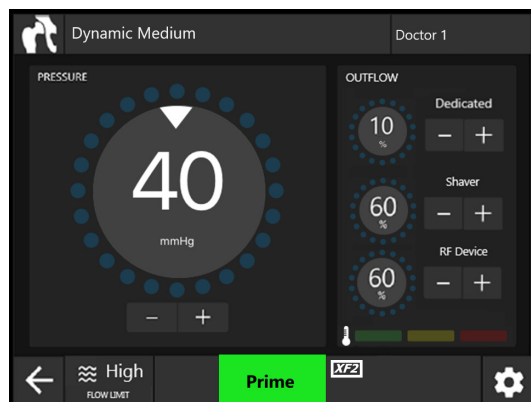 Dynamic Medium
Doctor 1
PRESSURE
40
mmHg
− +
OUTFLOW
Dedicated
10
%
− +
Shaver
60
%
− +
RF Device
60
%
− +
High
FLOW LIMIT
Prime
XF2